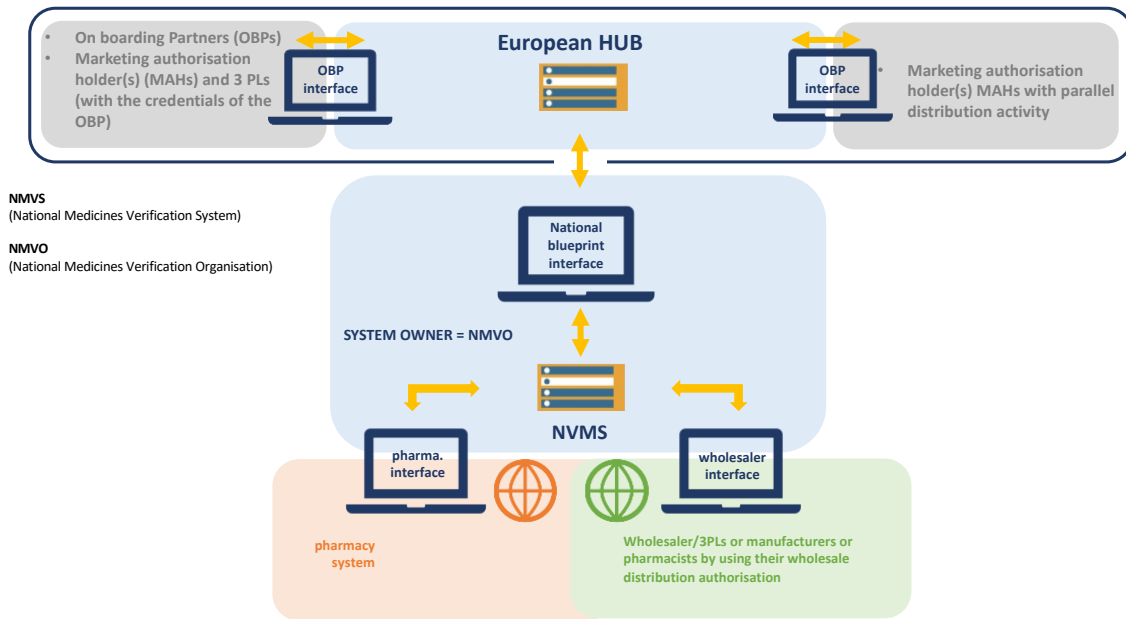 • On boarding Partners (OBPs)
• Marketing authorisation
holder(s) (MAHs) and 3 PLs
(with the credentials of the
OBP)
OBP
interface
European HUB
OBP
interface
• Marketing authorisation
holder(s) MAHs with parallel
distribution activity
NMVS
(National Medicines Verification System)
NMVO
(National Medicines Verification Organisation)
National
blueprint
interface
SYSTEM OWNER = NMVO
NVMS
pharma.
interface
wholesaler
interface
pharmacy
system
Wholesaler/3PLs or manufacturers or
pharmacists by using their wholesale
distribution authorisation